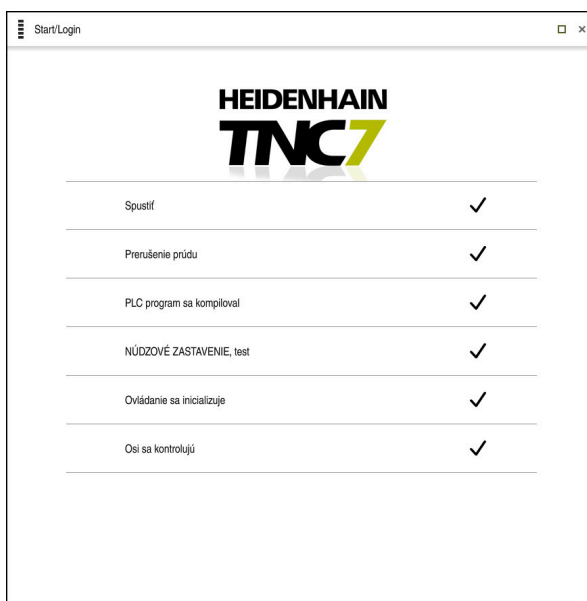 Start/Login
HEIDENHAIN
TNC7
Spustiť
Prerušenie prúdu
PLC program sa kompiloval
NÚDZOVÉ ZASTAVENIE, test
Ovládanie sa inicializuje
Osi sa kontrolujú